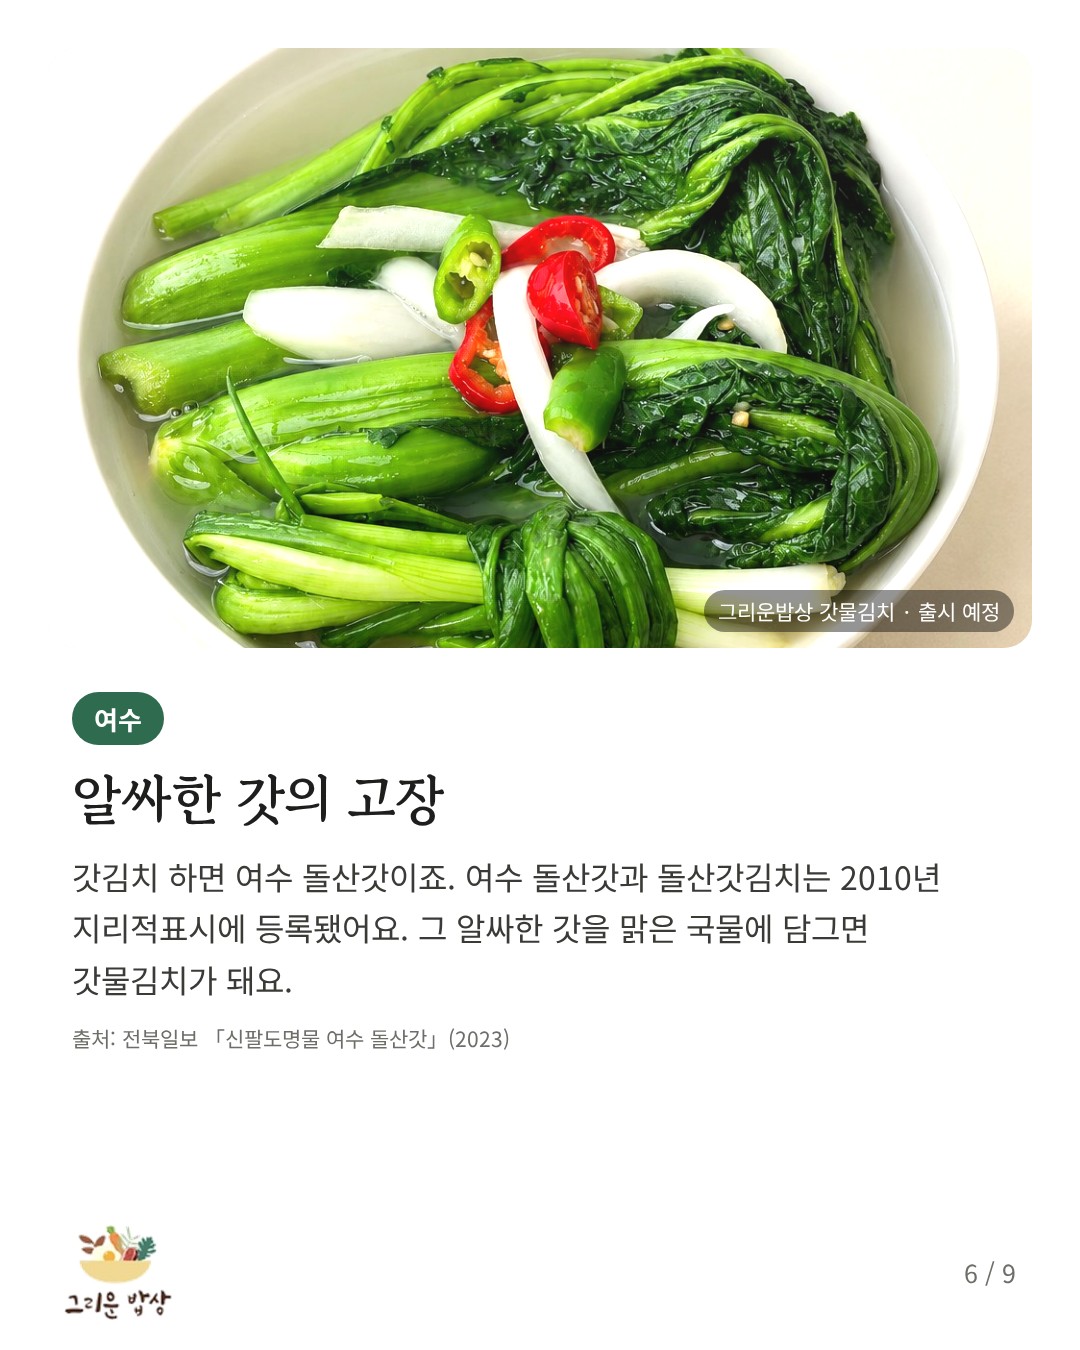 그리운밥상 갓물김치 · 출시 예정
여수
알싸한 갓의 고장
갓김치 하면 여수 돌산갓이죠. 여수 돌산갓과 돌산갓김치는 2010년
지리적표시에 등록됐어요. 그 알싸한 갓을 맑은 국물에 담그면
갓물김치가 돼요.
출처: 전북일보 「신팔도명물 여수 돌산갓」(2023)
그리운 밥상
6 / 9